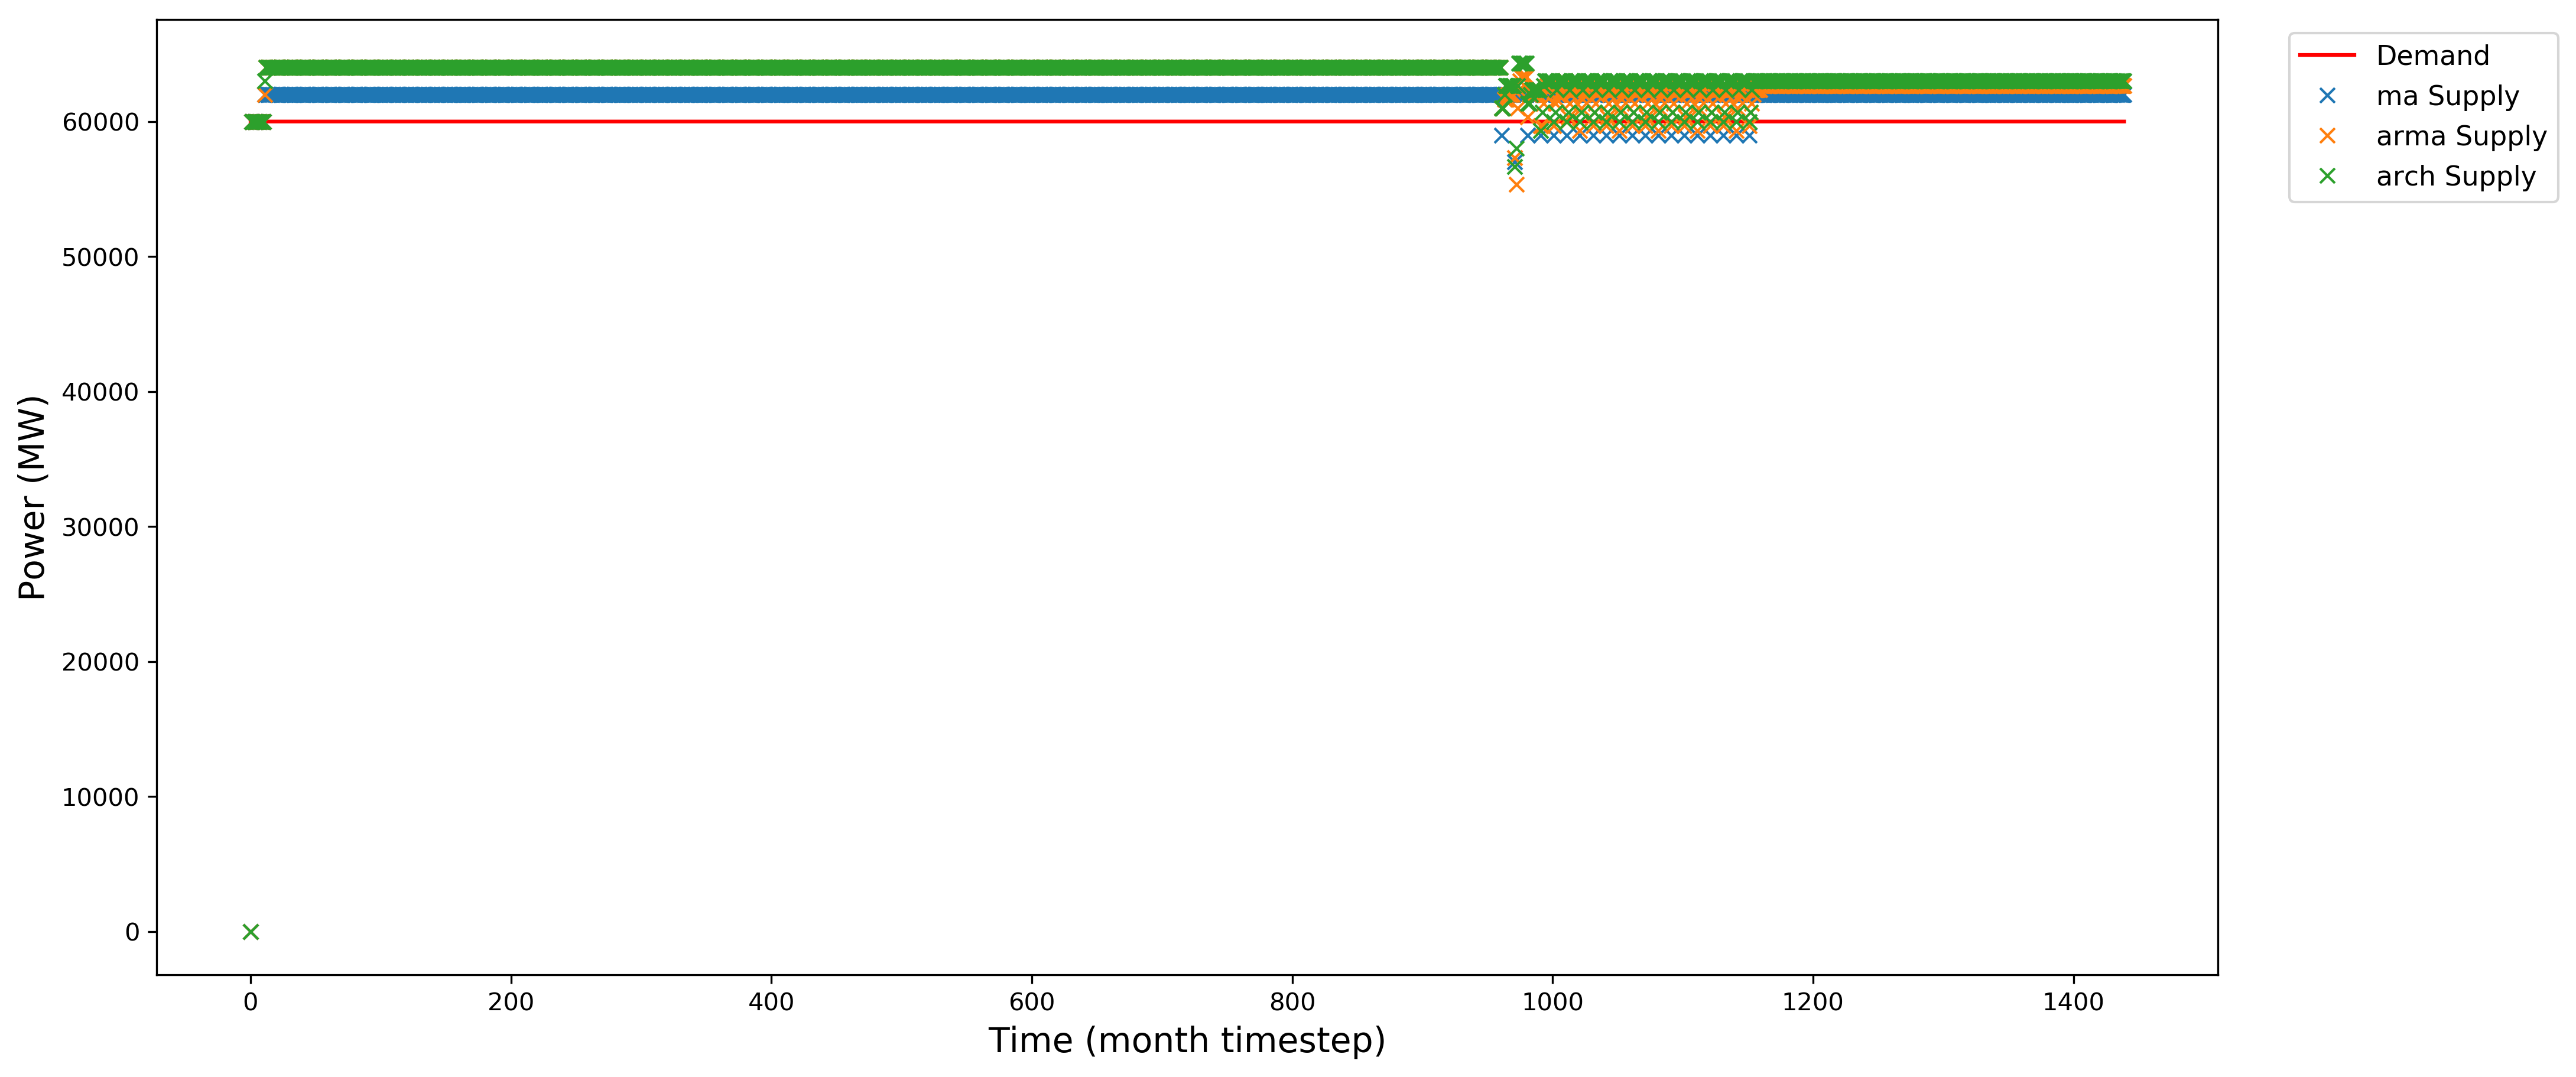 Demand
ma Supply
arma Supply
arch Supply
60000
50000
40000
30000
20000
10000
0
Power (MW)
0 200 400 600 800 1000 1200 1400
Time (month timestep)